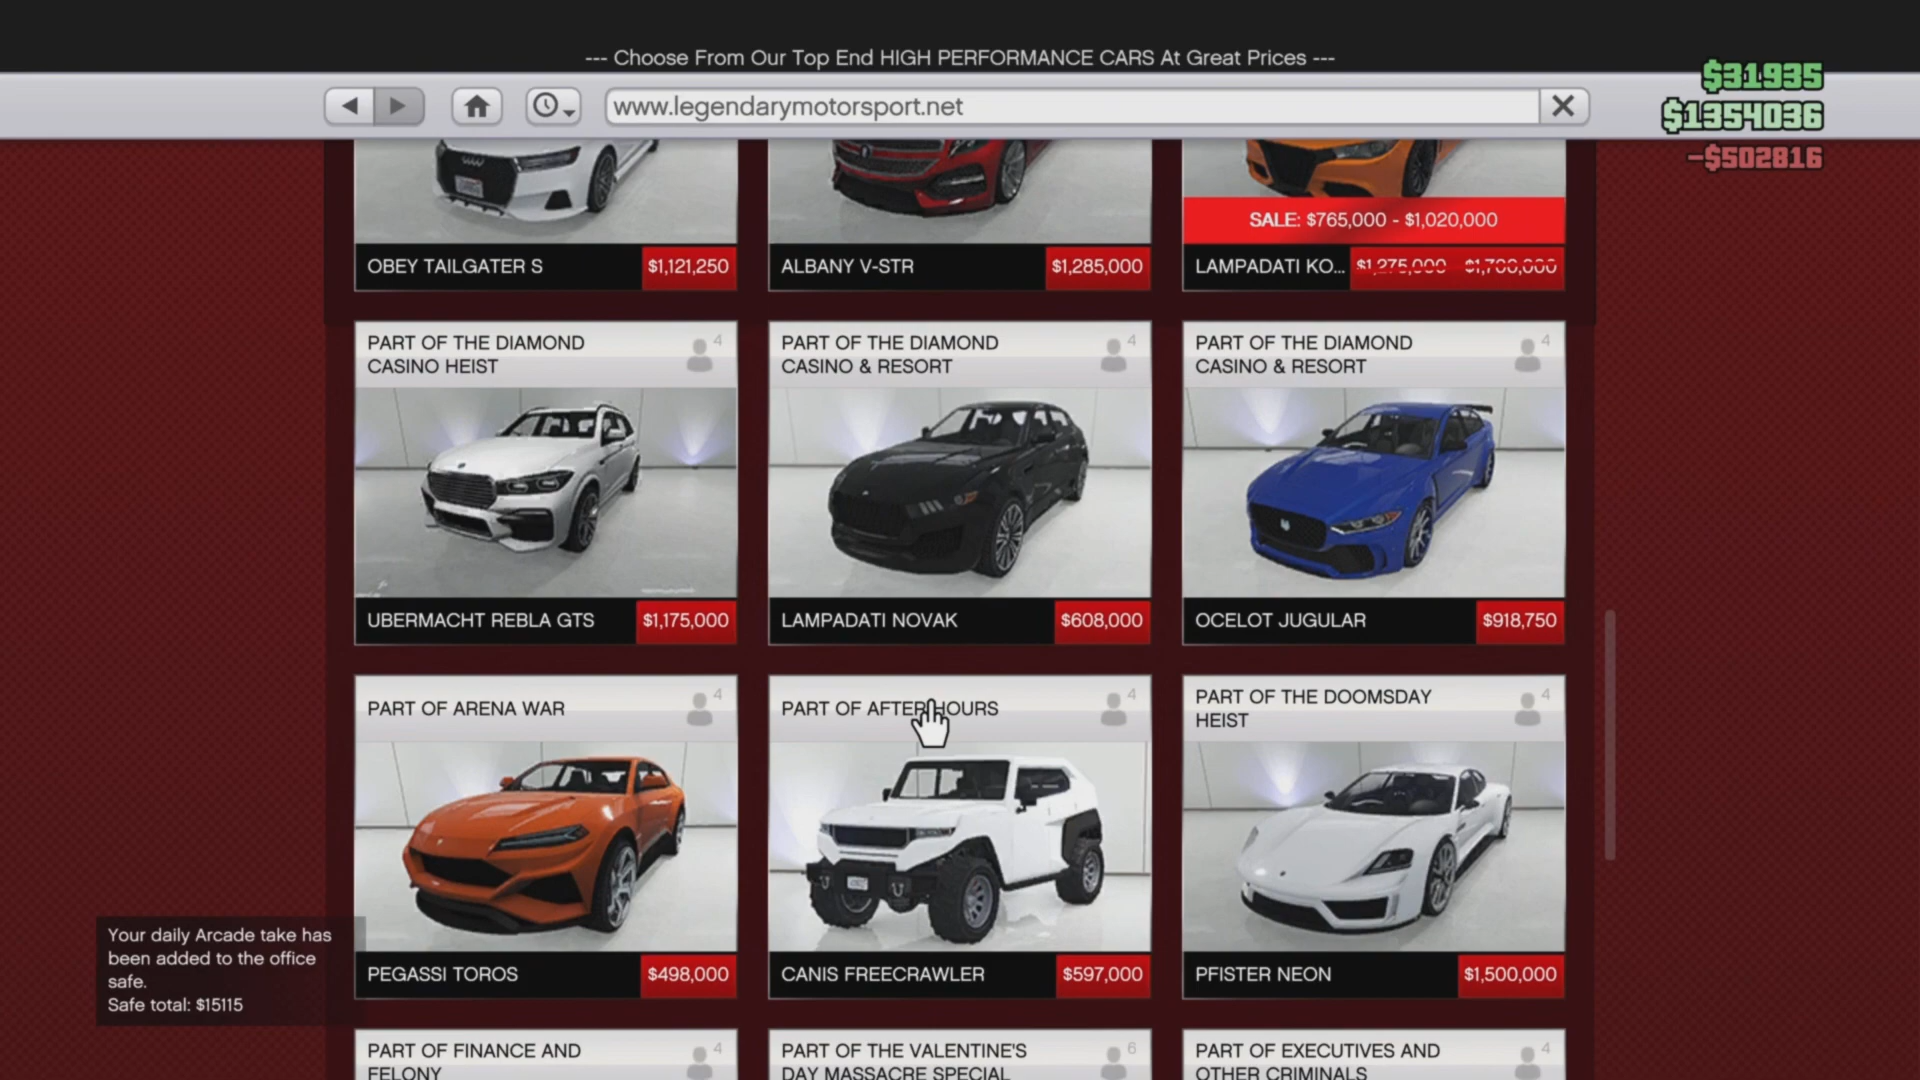 --- Choose From Our Top End HIGH PERFORMANCE CARS At Great Prices ---
www.legendarymotorsport.net
$31935
$1354036
-$502816
SALE: $765,000 - $1,020,000
OBEY TAILGATER S $1,121,250
ALBANY V-STR $1,285,000
LAMPADATI KO... $1,275,000 - $1,700,000
PART OF THE DIAMOND
CASINO HEIST
4
PART OF THE DIAMOND
CASINO & RESORT
4
PART OF THE DIAMOND
CASINO & RESORT
4
UBERMACHT REBLA GTS $1,175,000
LAMPADATI NOVAK $608,000
OCELOT JUGULAR $918,750
PART OF ARENA WAR
4
PART OF AFTER HOURS
4
PART OF THE DOOMSDAY
HEIST
4
PEGASSI TOROS $498,000
CANIS FREECRAWLER $597,000
PFISTER NEON $1,500,000
Your daily Arcade take has
been added to the office
safe.
Safe total: $15115
PART OF FINANCE AND
FELONY
4
PART OF THE VALENTINE'S
DAY MASSACRE SPECIAL
6
PART OF EXECUTIVES AND
OTHER CRIMINALS
4